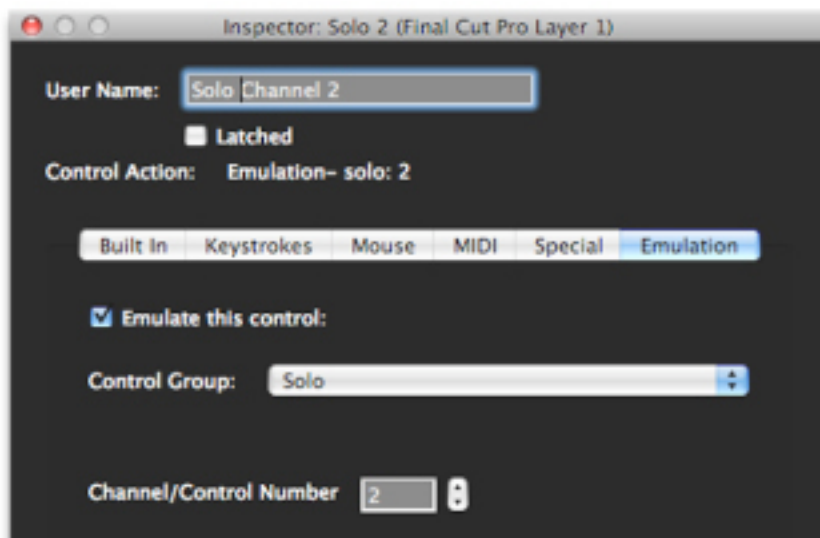 Inspector: Solo 2 (Final Cut Pro Layer 1)
User Name: Solo Channel 2
Latched
Control Action: Emulation- solo: 2
Built In Keystrokes Mouse MIDI Special Emulation
Emulate this control:
Control Group: Solo
Channel/Control Number 2